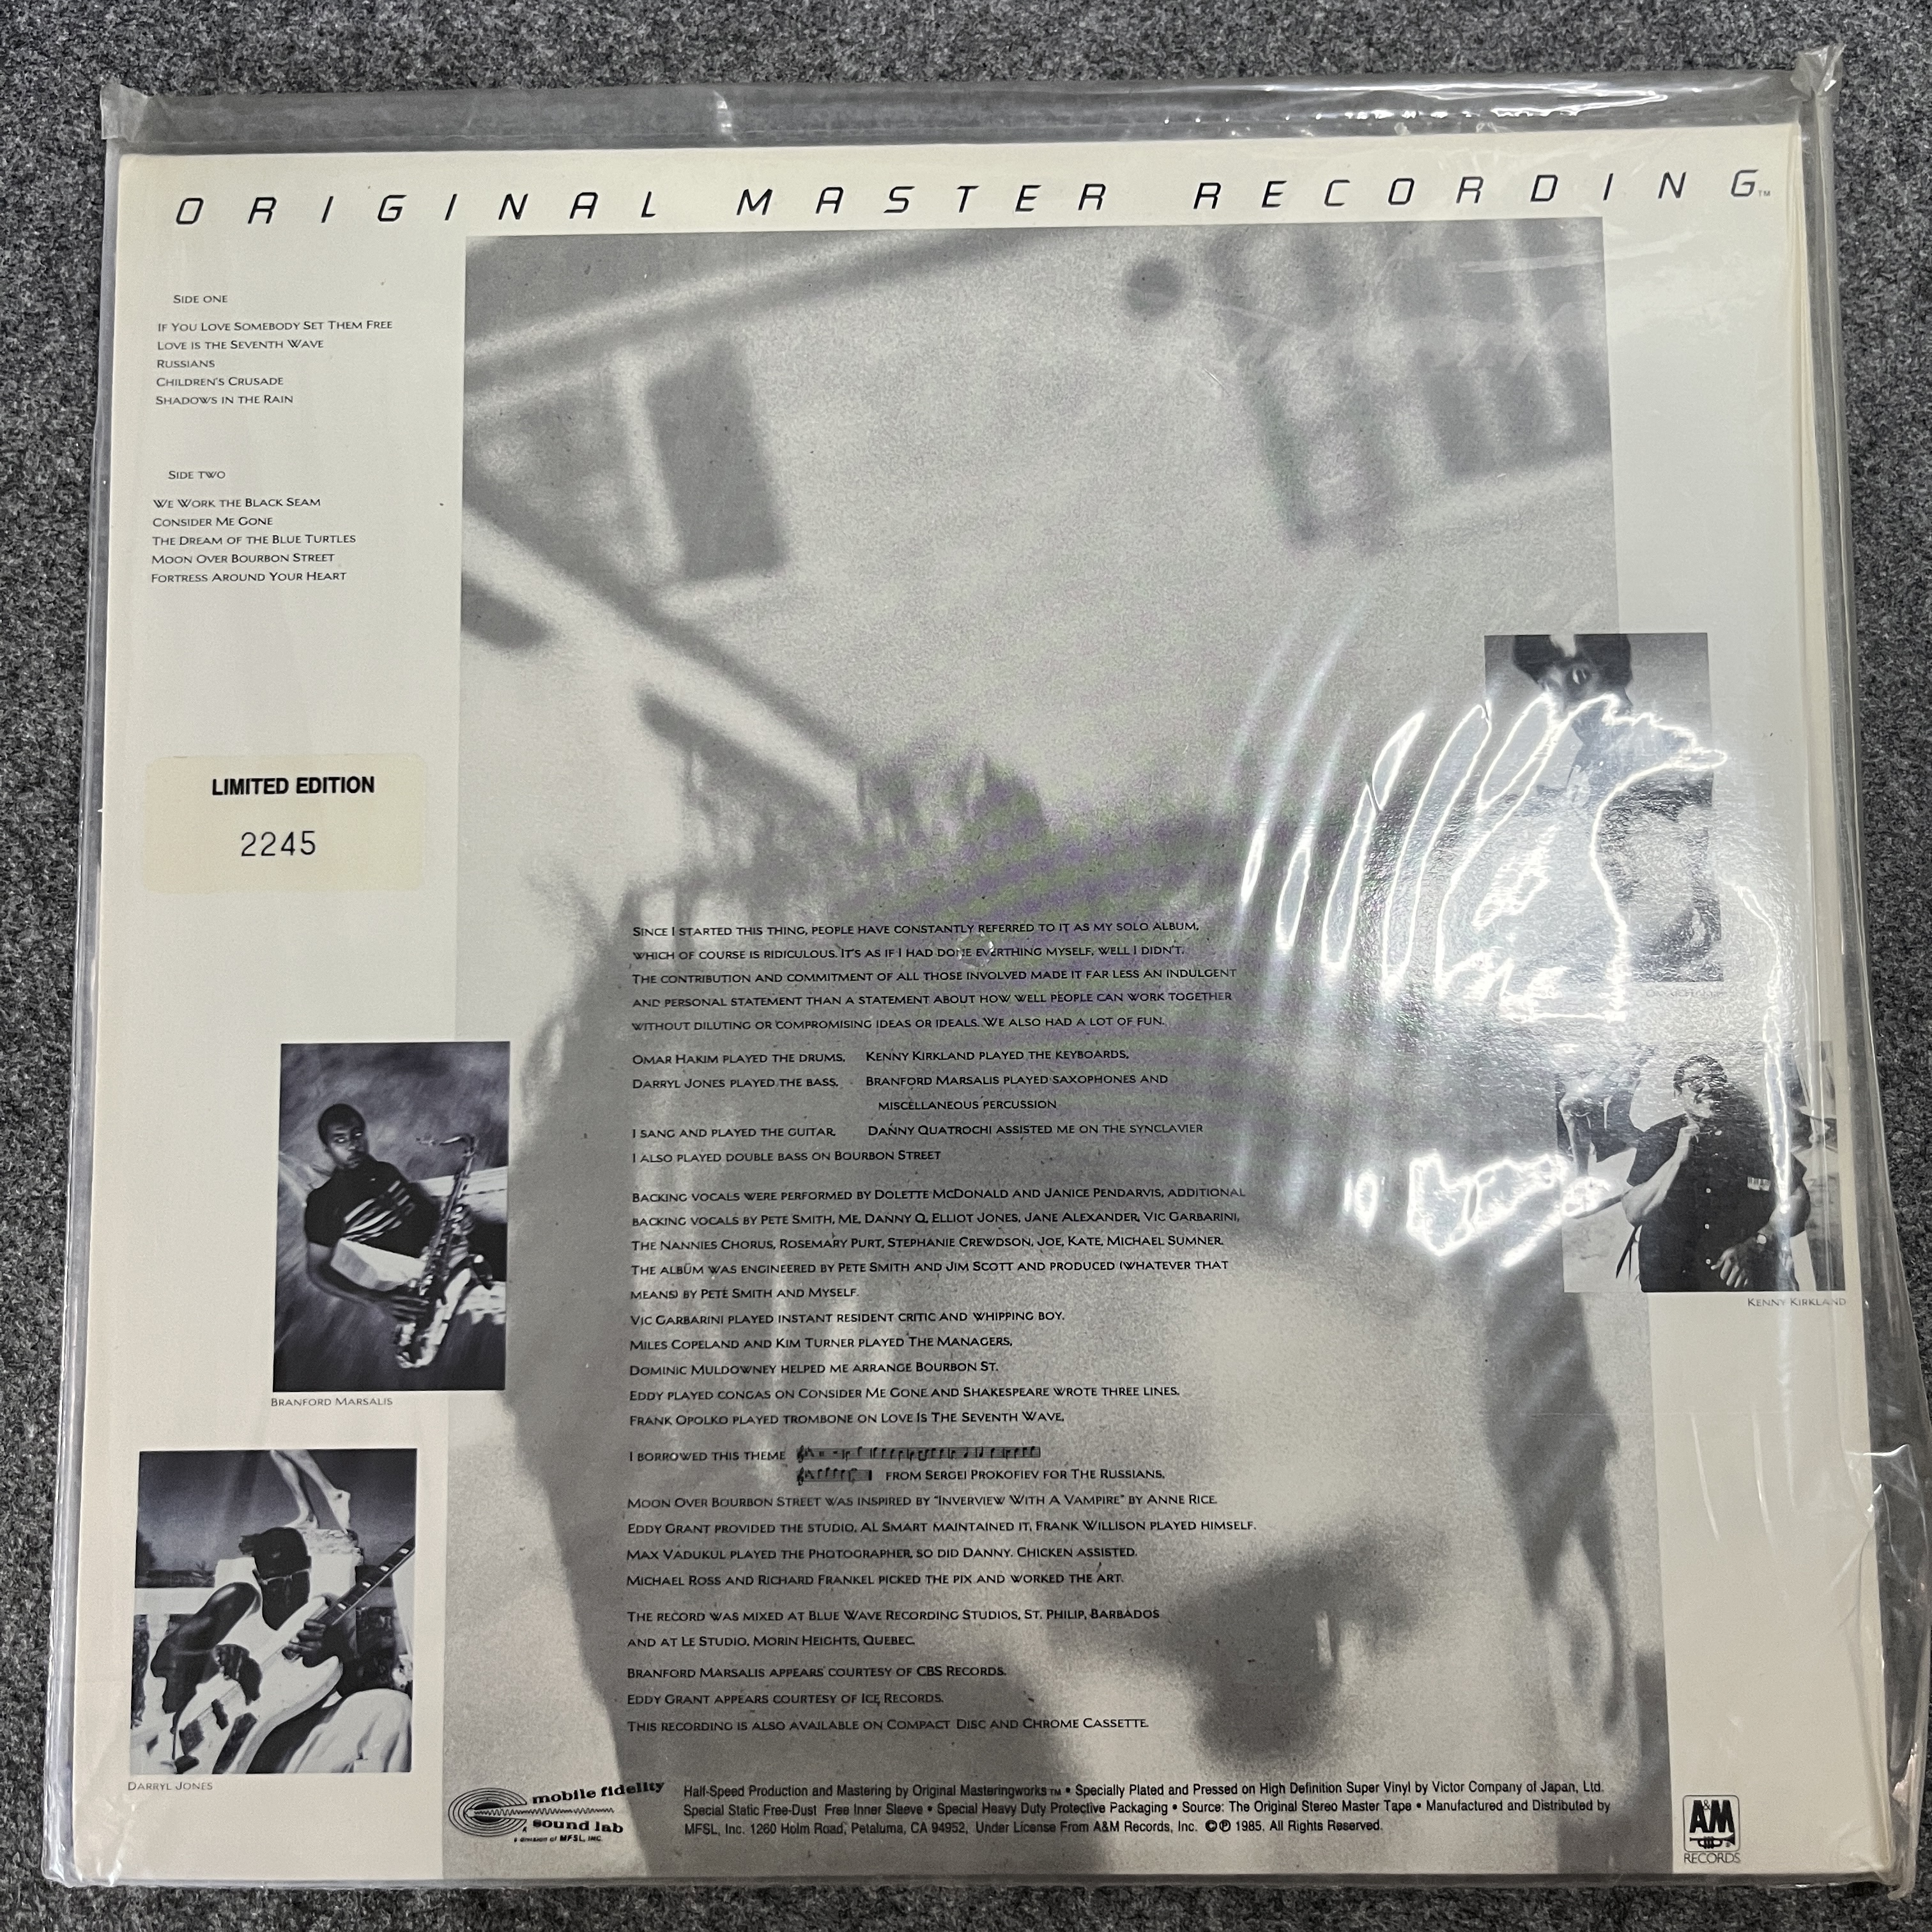 ORIGINAL MASTER RECORDING™
SIDE ONE
IF YOU LOVE SOMEBODY SET THEM FREE
LOVE IS THE SEVENTH WAVE
RUSSIANS
CHILDREN'S CRUSADE
SHADOWS IN THE RAIN
SIDE TWO
WE WORK THE BLACK SEAM
CONSIDER ME GONE
THE DREAM OF THE BLUE TURTLES
MOON OVER BOURBON STREET
FORTRESS AROUND YOUR HEART
LIMITED EDITION
2245
SINCE I STARTED THIS THING, PEOPLE HAVE CONSTANTLY REFERRED TO IT AS MY SOLO ALBUM,
WHICH OF COURSE IS RIDICULOUS. IT'S AS IF I HAD DONE EVERTHING MYSELF, WELL I DIDN'T.
THE CONTRIBUTION AND COMMITMENT OF ALL THOSE INVOLVED MADE IT FAR LESS AN INDULGENT
AND PERSONAL STATEMENT THAN A STATEMENT ABOUT HOW WELL PEOPLE CAN WORK TOGETHER
WITHOUT DILUTING OR COMPROMISING IDEAS OR IDEALS. WE ALSO HAD A LOT OF FUN.
OMAR HAKIM PLAYED THE DRUMS, KENNY KIRKLAND PLAYED THE KEYBOARDS,
DARRYL JONES PLAYED THE BASS, BRANFORD MARSALIS PLAYED SAXOPHONES AND
MISCELLANEOUS PERCUSSION
I SANG AND PLAYED THE GUITAR. DANNY QUATROCHI ASSISTED ME ON THE SYNCLAVIER
I ALSO PLAYED DOUBLE BASS ON BOURBON STREET
BACKING VOCALS WERE PERFORMED BY DOLETTE MCDONALD AND JANICE PENDARVIS, ADDITIONAL
BACKING VOCALS BY PETE SMITH, ME, DANNY Q, ELLIOT JONES, JANE ALEXANDER, VIC GARBARINI,
THE NANNIES CHORUS, ROSEMARY PURT, STEPHANIE CREWDSON, JOE, KATE, MICHAEL SUMNER.
THE ALBUM WAS ENGINEERED BY PETE SMITH AND JIM SCOTT AND PRODUCED (WHATEVER THAT
MEANS) BY PETE SMITH AND MYSELF.
VIC GARBARINI PLAYED INSTANT RESIDENT CRITIC AND WHIPPING BOY.
MILES COPELAND AND KIM TURNER PLAYED THE MANAGERS,
DOMINIC MULDOWNEY HELPED ME ARRANGE BOURBON ST.
EDDY PLAYED CONGAS ON CONSIDER ME GONE AND SHAKESPEARE WROTE THREE LINES.
FRANK OPOLKO PLAYED TROMBONE ON LOVE IS THE SEVENTH WAVE,
I BORROWED THIS THEME
FROM SERGEI PROKOFIEV FOR THE RUSSIANS,
MOON OVER BOURBON STREET WAS INSPIRED BY "INVERVIEW WITH A VAMPIRE" BY ANNE RICE.
EDDY GRANT PROVIDED THE STUDIO, AL SMART MAINTAINED IT, FRANK WILLISON PLAYED HIMSELF.
MAX VADUKUL PLAYED THE PHOTOGRAPHER, SO DID DANNY. CHICKEN ASSISTED.
MICHAEL ROSS AND RICHARD FRANKEL PICKED THE PIX AND WORKED THE ART.
THE RECORD WAS MIXED AT BLUE WAVE RECORDING STUDIOS, ST. PHILIP, BARBADOS
AND AT LE STUDIO, MORIN HEIGHTS, QUEBEC.
BRANFORD MARSALIS APPEARS COURTESY OF CBS RECORDS.
EDDY GRANT APPEARS COURTESY OF ICE RECORDS.
THIS RECORDING IS ALSO AVAILABLE ON COMPACT DISC AND CHROME CASSETTE.
KENNY KIRKLAND
BRANFORD MARSALIS
DARRYL JONES
mobile fidelity
sound lab
a division of MFSL, INC.
Half-Speed Production and Mastering by Original Masteringworks™ • Specially Plated and Pressed on High Definition Super Vinyl by Victor Company of Japan, Ltd.
Special Static Free-Dust Free Inner Sleeve • Special Heavy Duty Protective Packaging • Source: The Original Stereo Master Tape • Manufactured and Distributed by
MFSL, Inc. 1260 Holm Road, Petaluma, CA 94952, Under License From A&M Records, Inc. ©℗ 1985, All Rights Reserved.
A&M
RECORDS